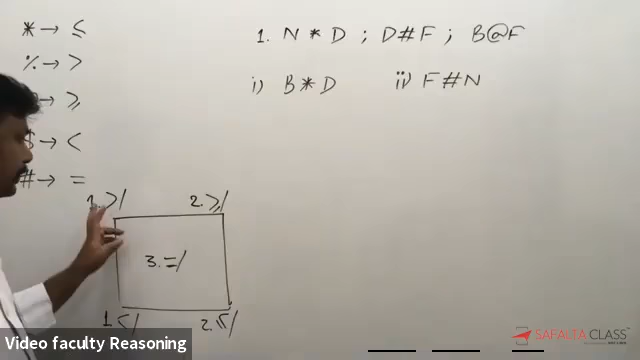 * → ≤
% → >
→ ≥
→ <
# → =
1. N * D ; D # F ; B @ F
i) B * D ii) F # N
1. > / 2. ≥ /
3. = /
1. < / 2. ≤ /
SAFALTA CLASS
Video faculty Reasoning